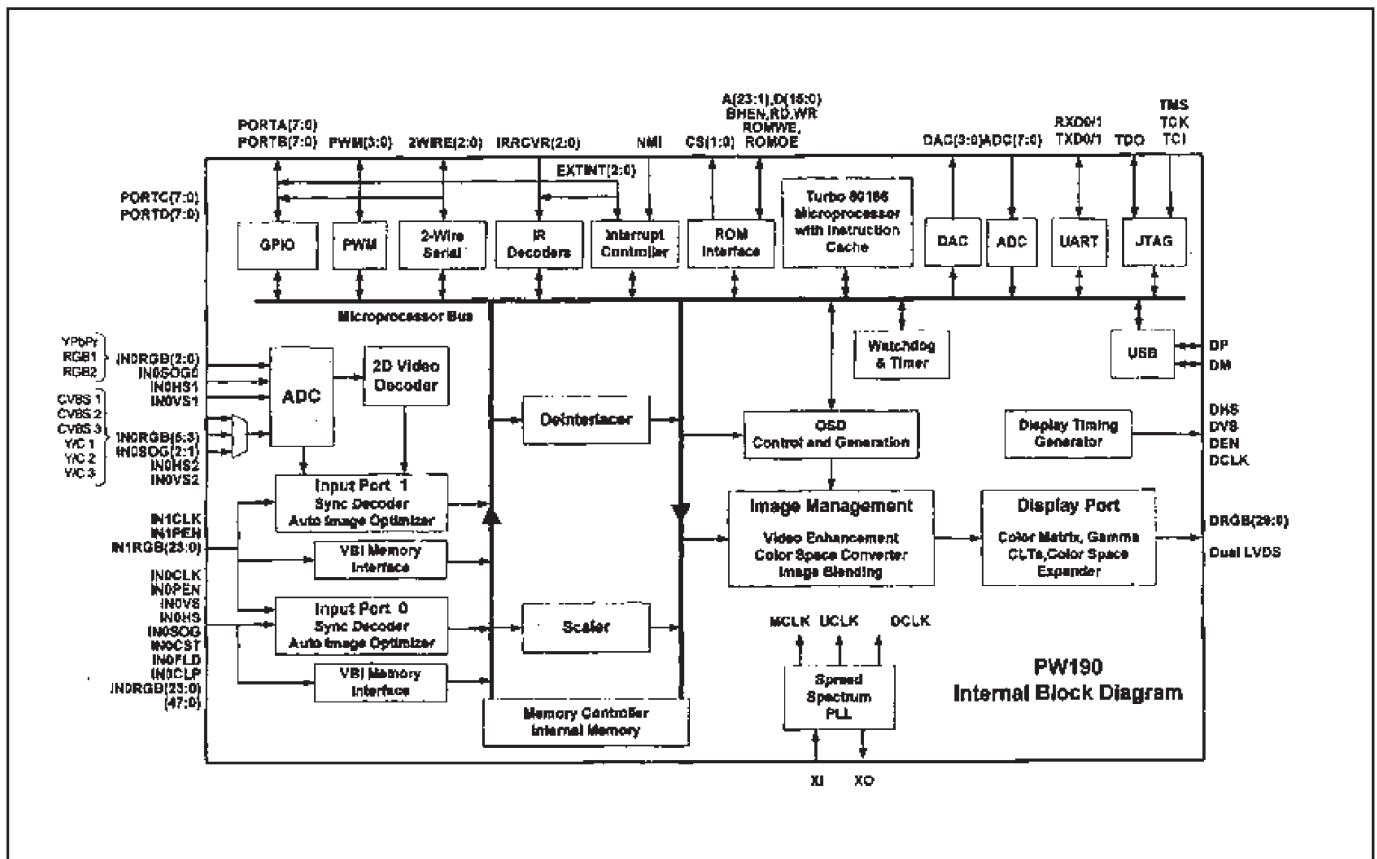 A(23:1),D(15:0)
BHEN,RD,WR
ROMWE,
ROMOE
TMS
TCK
TCI
PORTA(7:0)
PORTB(7:0)
PWM(3:0)
2WIRE(2:0)
IRRCVR(2:0)
NMI
CS(1:0)
DAC(3:0)
ADC(7:0)
RXD0/1
TXD0/1
TDO
EXTINT(2:0)
PORTC(7:0)
PORTD(7:0)
GPIO
PWM
2-Wire
Serial
IR
Decoders
Interrupt
Controller
ROM
Interface
Turbo 80186
Microprocessor
with Instruction
Cache
DAC
ADC
UART
JTAG
Microprocessor Bus
YPbPr
RGB1
RGB2
IN0RGB(2:0)
IN0SOG0
IN0HS1
IN0VS1
CVBS 1
CVBS 2
CVBS 3
Y/C 1
Y/C 2
Y/C 3
IN0RGB(5:3)
IN0SOG(2:1)
IN0HS2
IN0VS2
ADC
2D Video
Decoder
Deinterlacer
Watchdog
& Timer
USB
DP
DM
OSD
Control and Generation
Display Timing
Generator
DHS
DVS
DEN
DCLK
IN1CLK
IN1PEN
IN1RGB(23:0)
Input Port 1
Sync Decoder
Auto Image Optimizer
VBI Memory
Interface
Image Management
Video Enhancement
Color Space Converter
Image Blending
Display Port
Color Matrix, Gamma
CLTs,Color Space
Expander
DRGB(29:0)
Dual LVDS
IN0CLK
IN0PEN
IN0VS
IN0HS
IN0SOG
IN0CST
IN0FLD
IN0CLP
IN0RGB(23:0)
(47:0)
Input Port 0
Sync Decoder
Auto Image Optimizer
VBI Memory
Interface
Scaler
MCLK
UCLK
DCLK
Spread
Spectrum
PLL
Memory Controller
Internal Memory
PW190
Internal Block Diagram
XI
XO